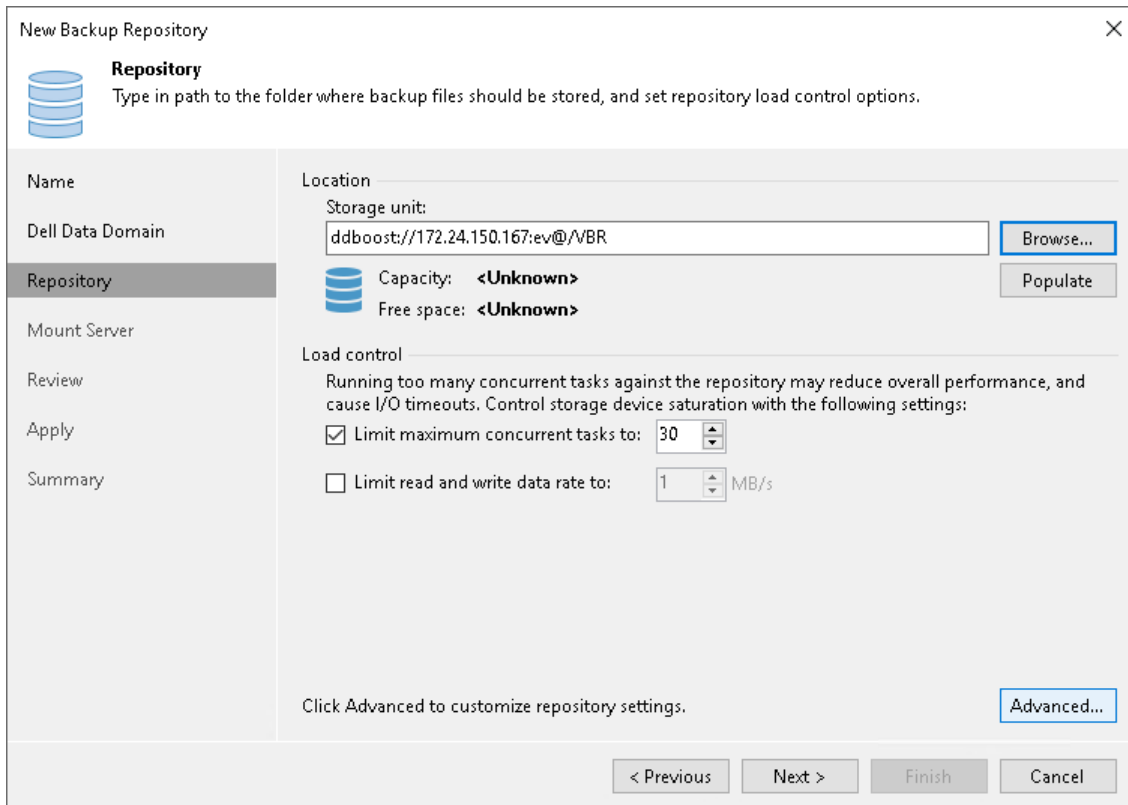 New Backup Repository
Repository
Type in path to the folder where backup files should be stored, and set repository load control options.
Name
Dell Data Domain
Repository
Mount Server
Review
Apply
Summary
Location
Storage unit:
ddboost://172.24.150.167:ev@/VBR
Browse...
Capacity: <Unknown>
Populate
Free space: <Unknown>
Load control
Running too many concurrent tasks against the repository may reduce overall performance, and
cause I/O timeouts. Control storage device saturation with the following settings:
Limit maximum concurrent tasks to: 30
Limit read and write data rate to: 1 MB/s
Click Advanced to customize repository settings.
Advanced...
< Previous
Next >
Finish
Cancel